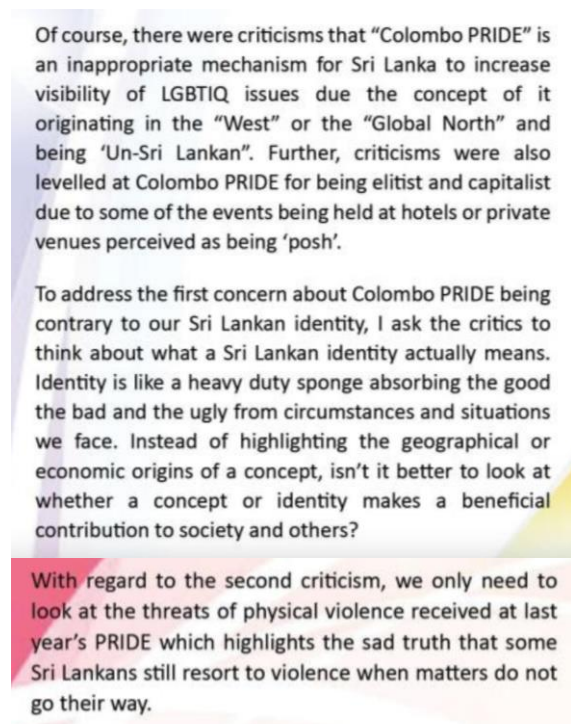 Of course, there were criticisms that “Colombo PRIDE” is
an inappropriate mechanism for Sri Lanka to increase
visibility of LGBTIQ issues due the concept of it
originating in the “West” or the “Global North” and
being ‘Un-Sri Lankan”. Further, criticisms were also
levelled at Colombo PRIDE for being elitist and capitalist
due to some of the events being held at hotels or private
venues perceived as being ‘posh’.
To address the first concern about Colombo PRIDE being
contrary to our Sri Lankan identity, I ask the critics to
think about what a Sri Lankan identity actually means.
Identity is like a heavy duty sponge absorbing the good
the bad and the ugly from circumstances and situations
we face. Instead of highlighting the geographical or
economic origins of a concept, isn’t it better to look at
whether a concept or identity makes a beneficial
contribution to society and others?
With regard to the second criticism, we only need to
look at the threats of physical violence received at last
year’s PRIDE which highlights the sad truth that some
Sri Lankans still resort to violence when matters do not
go their way.